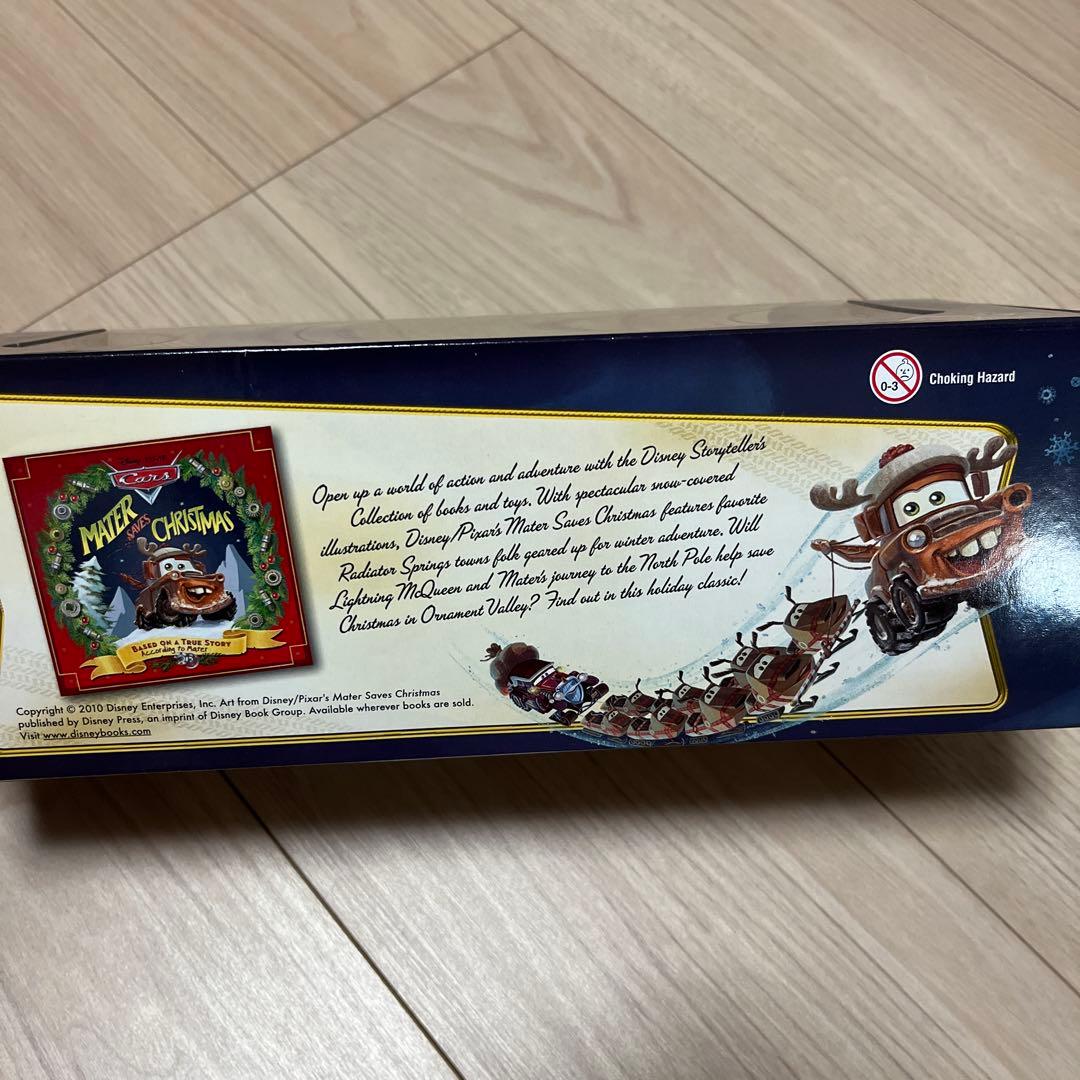 0-3
Choking Hazard
Disney · PIXAR
Cars
MATER
SAVES
CHRISTMAS
BASED ON A TRUE STORY
According to Mater
Open up a world of action and adventure with the Disney Storyteller's
Collection of books and toys. With spectacular snow-covered
illustrations, Disney/Pixar's Mater Saves Christmas features favorite
Radiator Springs towns folk geared up for winter adventure. Will
Lightning McQueen and Mater's journey to the North Pole help save
Christmas in Ornament Valley? Find out in this holiday classic!
Copyright © 2010 Disney Enterprises, Inc. Art from Disney/Pixar's Mater Saves Christmas
published by Disney Press, an imprint of Disney Book Group. Available wherever books are sold.
Visit www.disneybooks.com